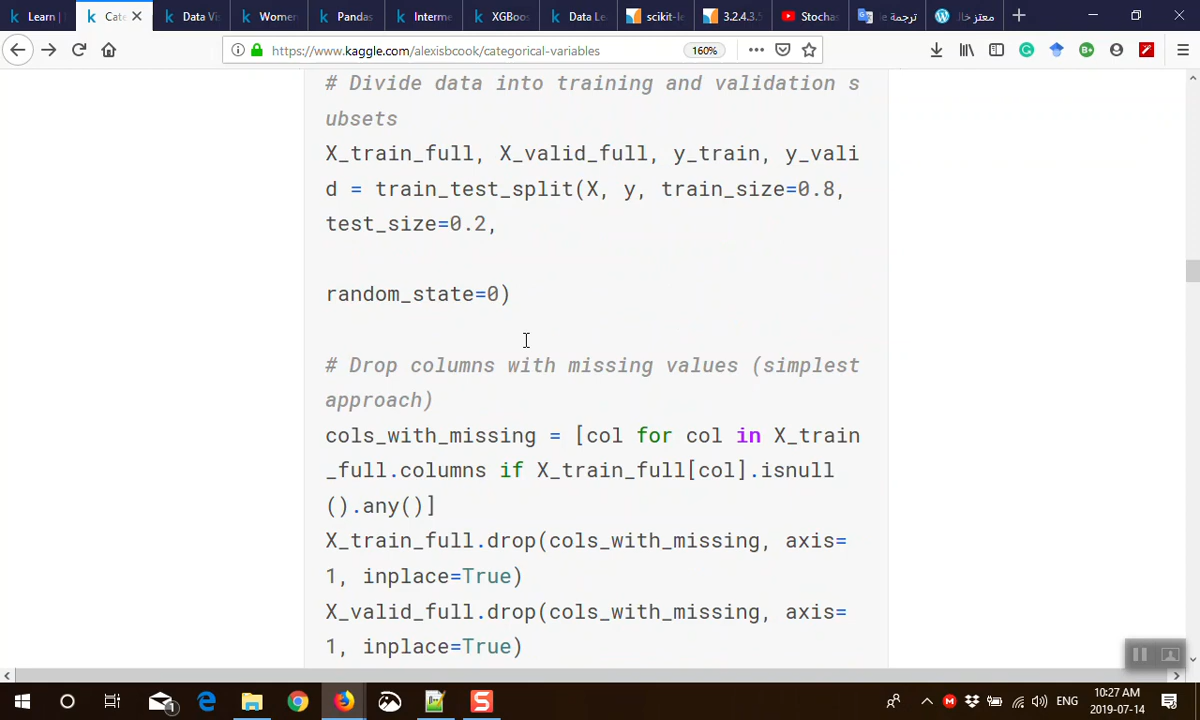 Learn |
Cate
Data Vi
Women
Pandas
Interme
XGBoos
Data Le
scikit-le
3.2.4.3.5
Stochas
ترجمة le
معتز خال
https://www.kaggle.com/alexisbcook/categorical-variables
160%
# Divide data into training and validation s
ubsets
X_train_full, X_valid_full, y_train, y_vali
d = train_test_split(X, y, train_size=0.8,
test_size=0.2,
random_state=0)
# Drop columns with missing values (simplest
approach)
cols_with_missing = [col for col in X_train
_full.columns if X_train_full[col].isnull
().any()]
X_train_full.drop(cols_with_missing, axis=
1, inplace=True)
X_valid_full.drop(cols_with_missing, axis=
1, inplace=True)
ENG
10:27 AM
2019-07-14